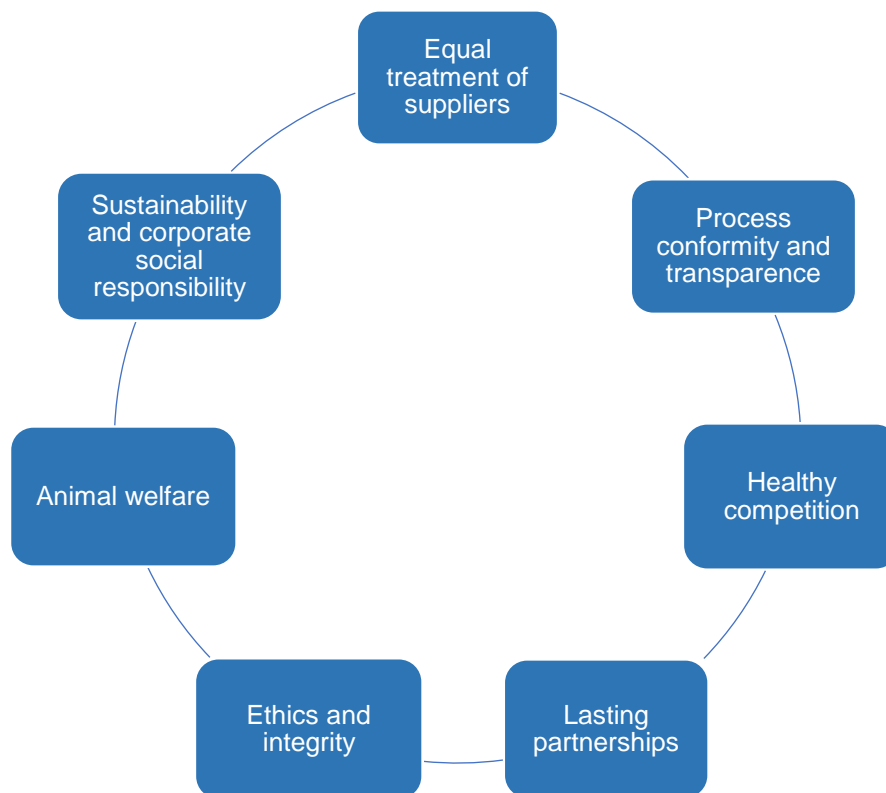 Equal
treatment of
suppliers
Process
conformity and
transparence
Healthy
competition
Lasting
partnerships
Ethics and
integrity
Animal welfare
Sustainability
and corporate
social
responsibility